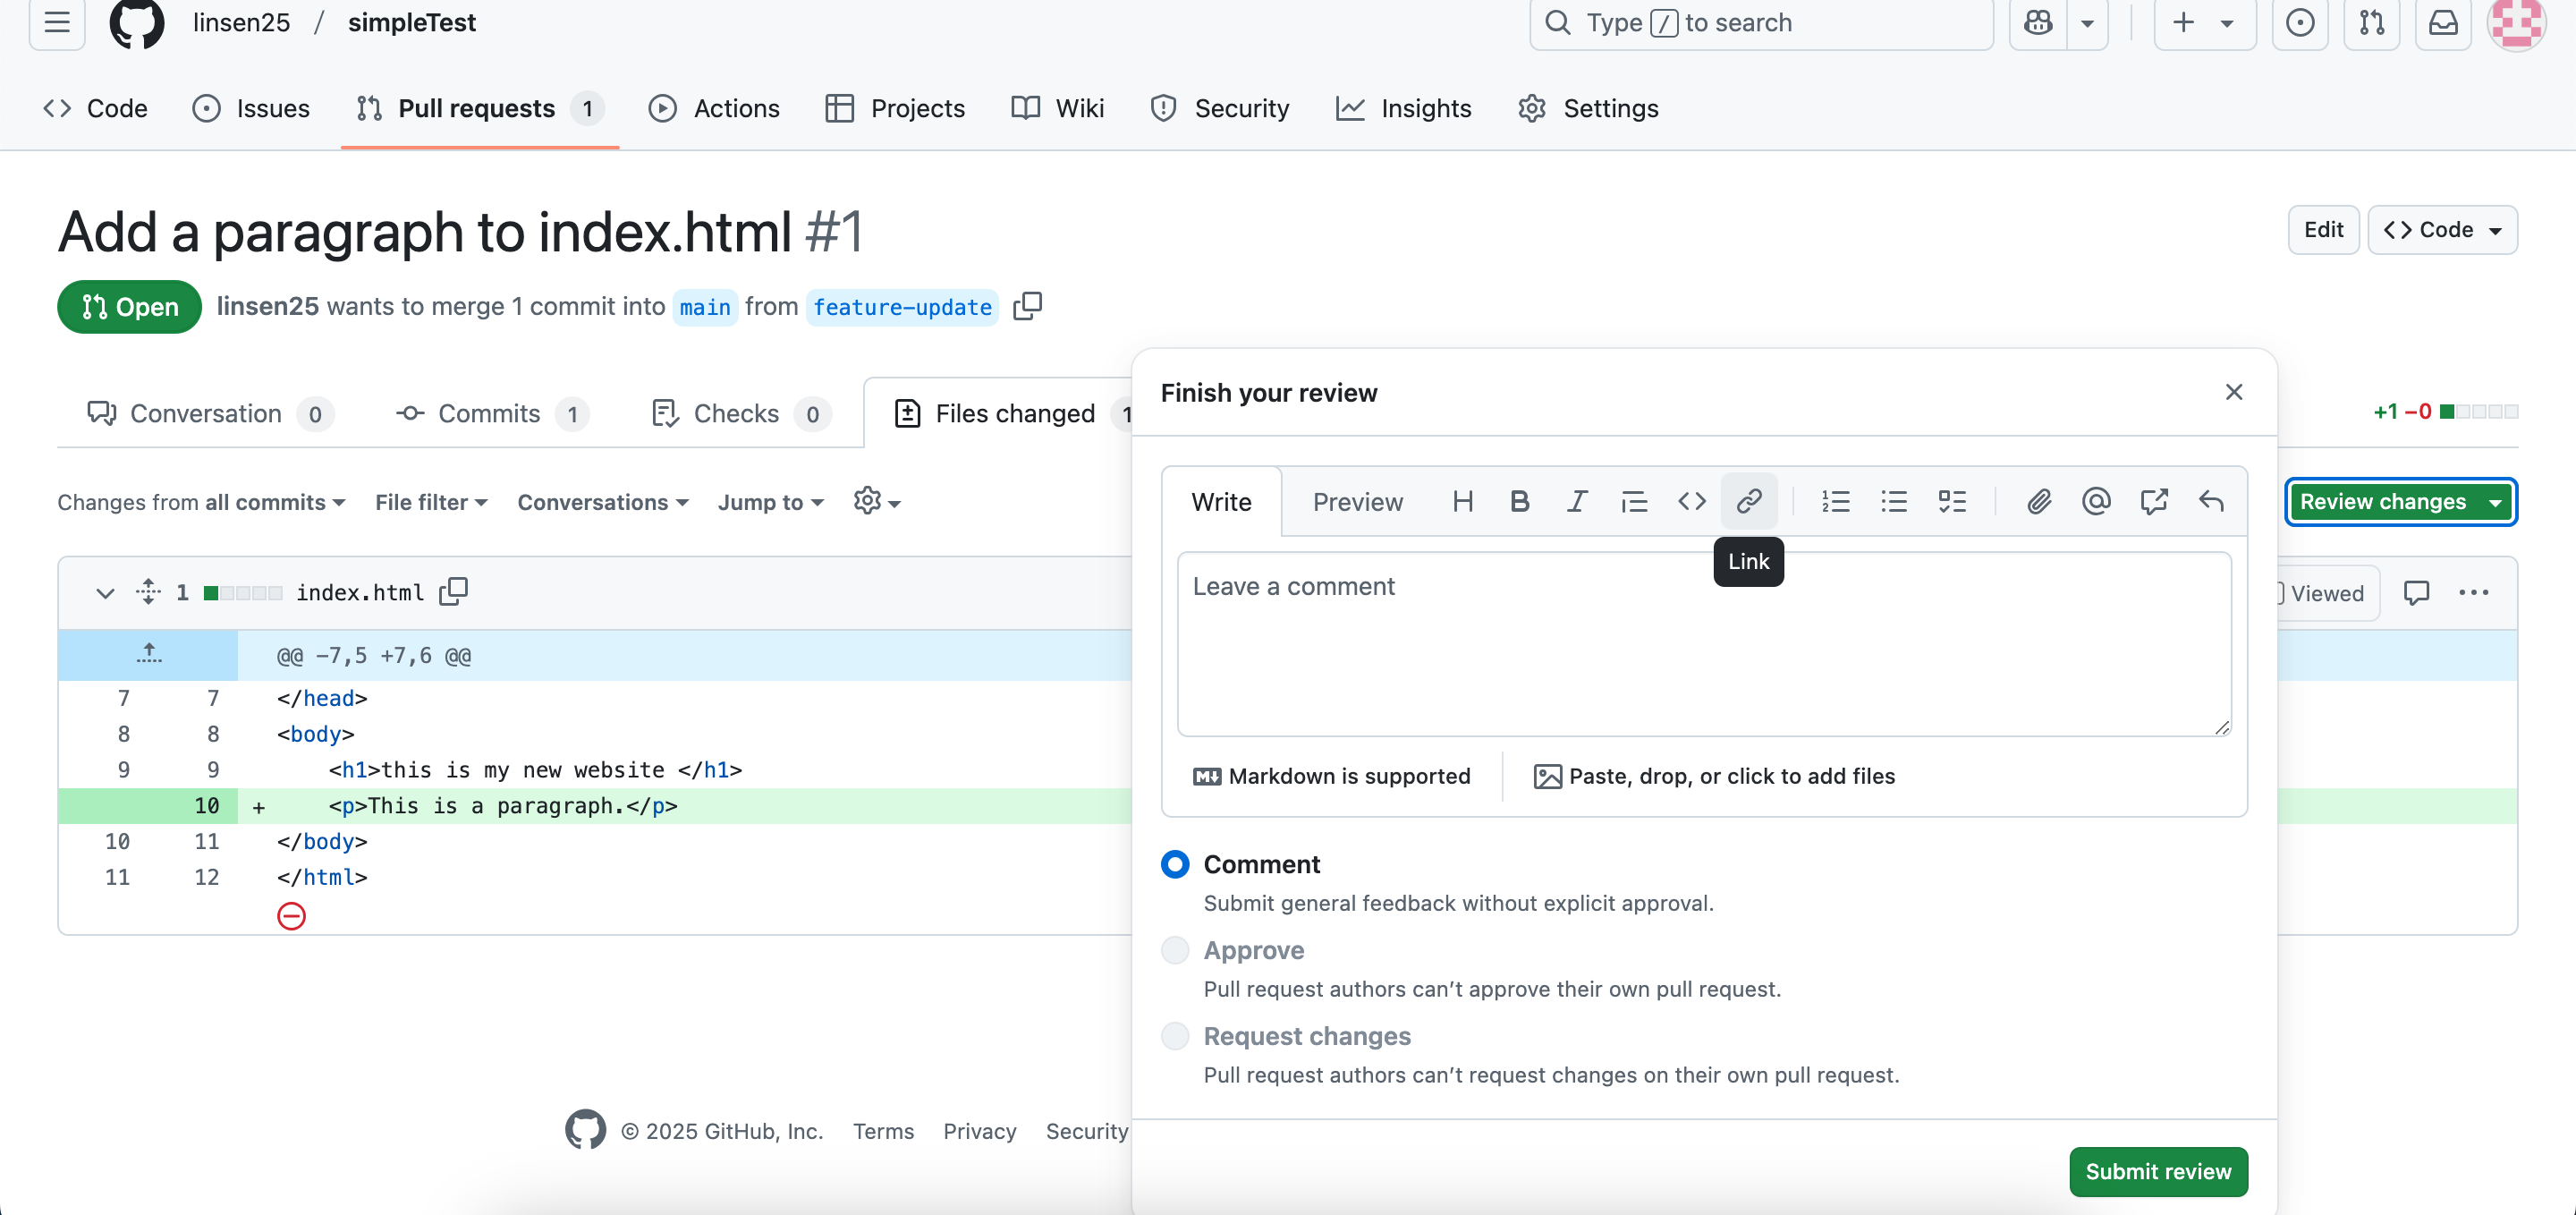 linsen25 / simpleTest
Type / to search
Code
Issues
Pull requests 1
Actions
Projects
Wiki
Security
Insights
Settings
Add a paragraph to index.html #1
Edit
Code
Open
linsen25 wants to merge 1 commit into main from feature-update
Conversation 0
Commits 1
Checks 0
Files changed 1
+1 −0
Changes from all commits
File filter
Conversations
Jump to
Review changes
1 index.html
Viewed
@@ -7,5 +7,6 @@
7 7 </head>
8 8 <body>
9 9 <h1>this is my new website </h1>
10 + <p>This is a paragraph.</p>
10 11 </body>
11 12 </html>
© 2025 GitHub, Inc. Terms Privacy Security
Finish your review
Write
Preview
Link
Leave a comment
Markdown is supported
Paste, drop, or click to add files
Comment
Submit general feedback without explicit approval.
Approve
Pull request authors can’t approve their own pull request.
Request changes
Pull request authors can’t request changes on their own pull request.
Submit review